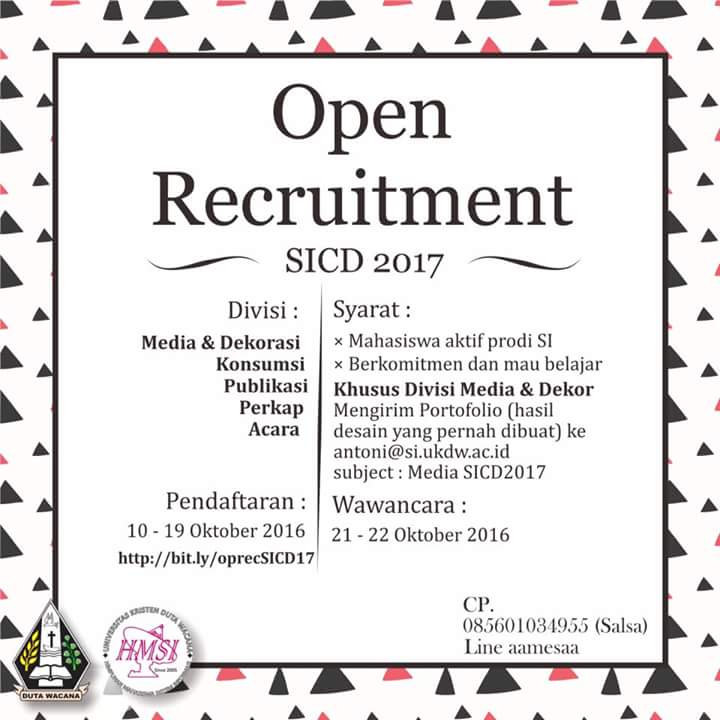 Open
Recruitment
SICD 2017
Divisi :
Media & Dekorasi
Konsumsi
Publikasi
Perkap
Acara
Syarat :
× Mahasiswa aktif prodi SI
× Berkomitmen dan mau belajar
Khusus Divisi Media & Dekor
Mengirim Portofolio (hasil
desain yang pernah dibuat) ke
antoni@si.ukdw.ac.id
subject : Media SICD2017
Pendaftaran :
10 - 19 Oktober 2016
http://bit.ly/oprecSICD17
Wawancara :
21 - 22 Oktober 2016
CP.
085601034955 (Salsa)
Line aamesaa
DUTA WACANA
UNIVERSITAS KRISTEN DUTA WACANA
HMSI
Since 2005